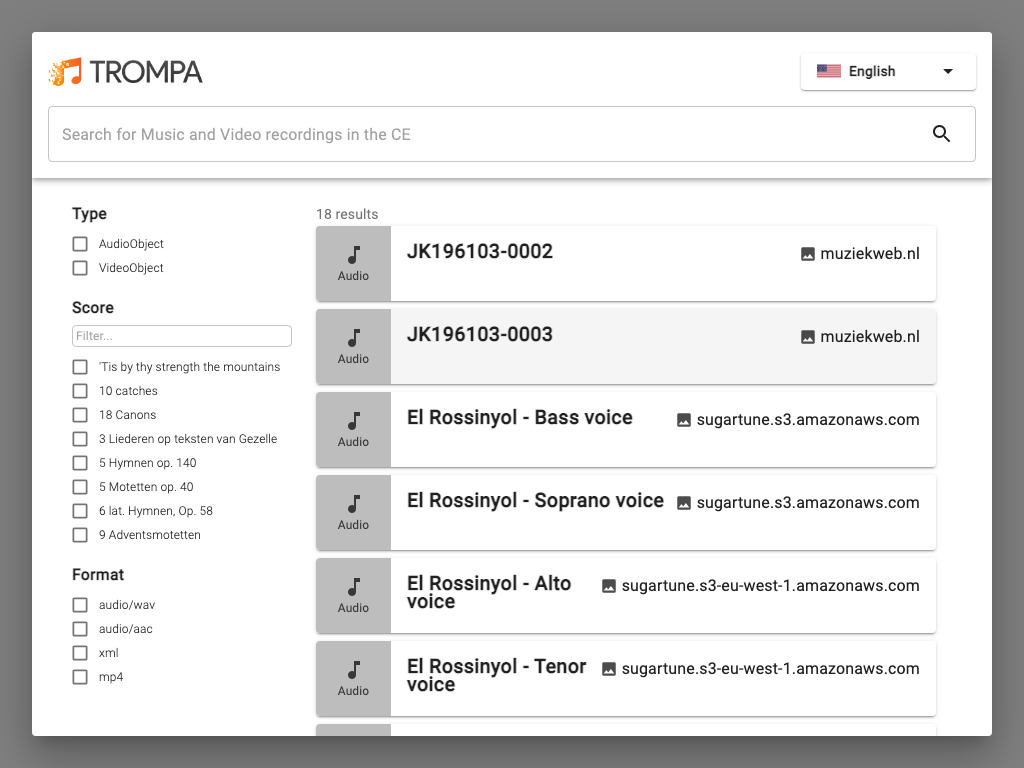 TROMPA
English
Search for Music and Video recordings in the CE
Type
AudioObject
VideoObject
Score
Filter...
'Tis by thy strength the mountains
10 catches
18 Canons
3 Liederen op teksten van Gezelle
5 Hymnen op. 140
5 Motetten op. 40
6 lat. Hymnen, Op. 58
9 Adventsmotetten
Format
audio/wav
audio/aac
xml
mp4
18 results
Audio
JK196103-0002
muziekweb.nl
Audio
JK196103-0003
muziekweb.nl
Audio
El Rossinyol - Bass voice
sugartune.s3.amazonaws.com
Audio
El Rossinyol - Soprano voice
sugartune.s3.amazonaws.com
Audio
El Rossinyol - Alto
voice
sugartune.s3-eu-west-1.amazonaws.com
Audio
El Rossinyol - Tenor
voice
sugartune.s3-eu-west-1.amazonaws.com